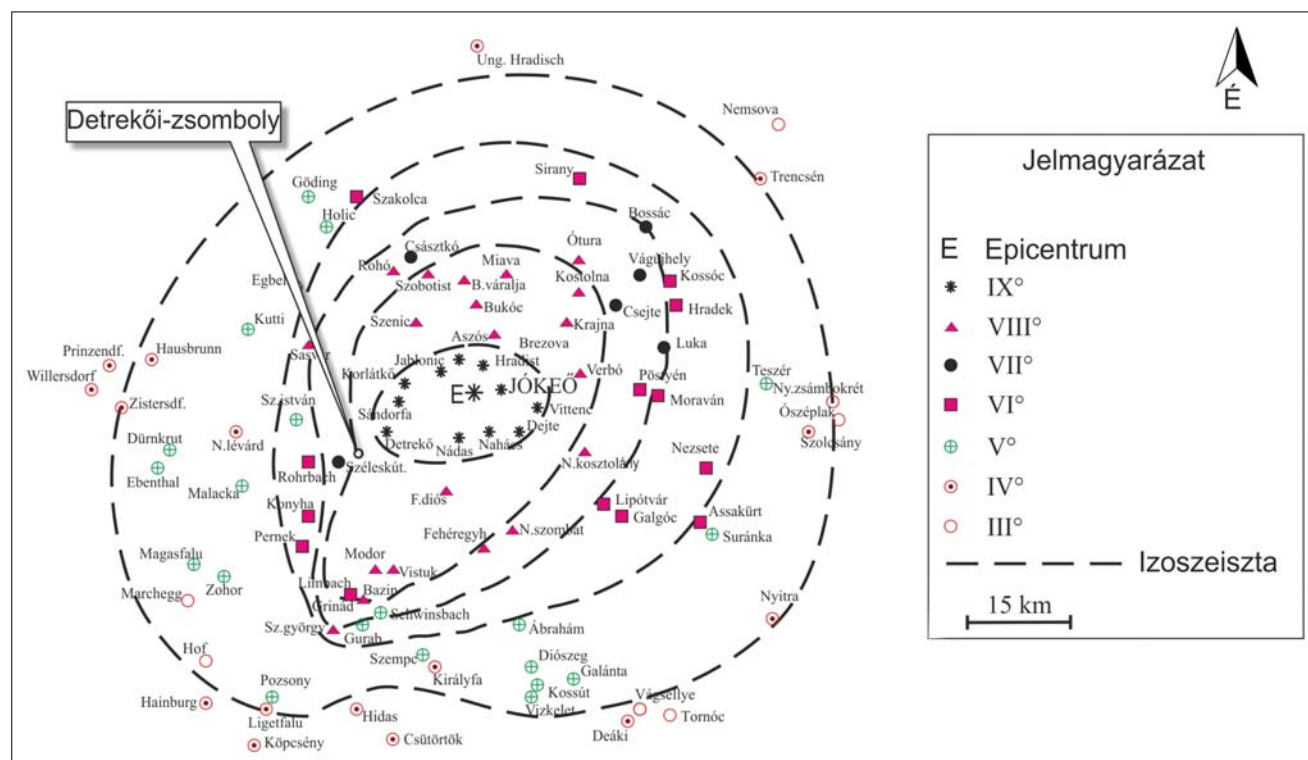 Ung. Hradisch
Nemsova
É
Detrekői-zsomboly
Trencsén
Sirany
Göding
Szakolca
Holic
Bossác
Ótura
Császtkó
Rohó
Miava
Vágujhely
Kossóc
Szobotist
B.váralja
Kostolna
Egbel
Bukóc
Csejte
Hradek
Kutti
Szenic
Krajna
Aszós
Brezova
Sasvár
Luka
Prinzendf.
Hausbrunn
Jablonic
Hradist
Verbó
Teszér
Willersdorf
Korlátkő
E
JÓKEŐ
Pöstyén
Ny.zsámbokrét
Moraván
Zistersdf.
Sz.istván
Sándorfa
Vittenc
Ószéplak
Szolcsány
Dürnkrut
N.lévárd
Detrekő
Nádas
Nahács
Dejte
Nezsete
Ebenthal
Rohrbach
Széleskút.
N.kosztolány
Malacka
Konyha
F.diós
Lipótvár
Galgóc
Assakürt
Pernek
Fehéregyh.
N.szombat
Suránka
Magasfalu
Modor
Vistuk
Zohor
Limbach
Bazin
Marchegg
Grinád
Schwinsbach
Nyitra
Sz.györgy
Gurab
Ábrahám
Hof
Szempc
Diószeg
Galánta
Királyfa
Pozsony
Kossút
Hainburg
Vizkelet
Vágsellye
Ligetfalu
Hidas
Tornóc
Deáki
Köpcsény
Csütörtök
Jelmagyarázat
E Epicentrum
IX°
VIII°
VII°
VI°
V°
IV°
III°
Izoszeiszta
15 km